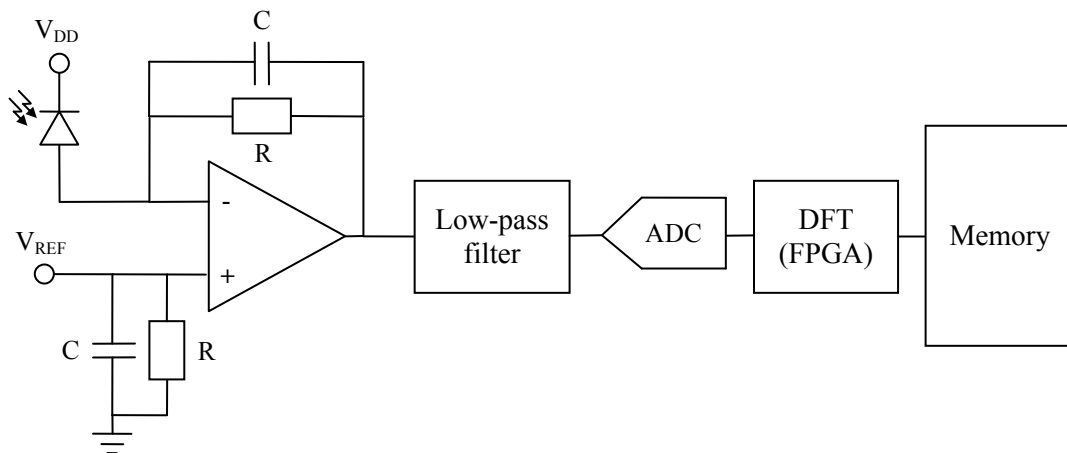 C
V_DD
R
-
+
V_REF
C
R
Low-pass
filter
ADC
DFT
(FPGA)
Memory